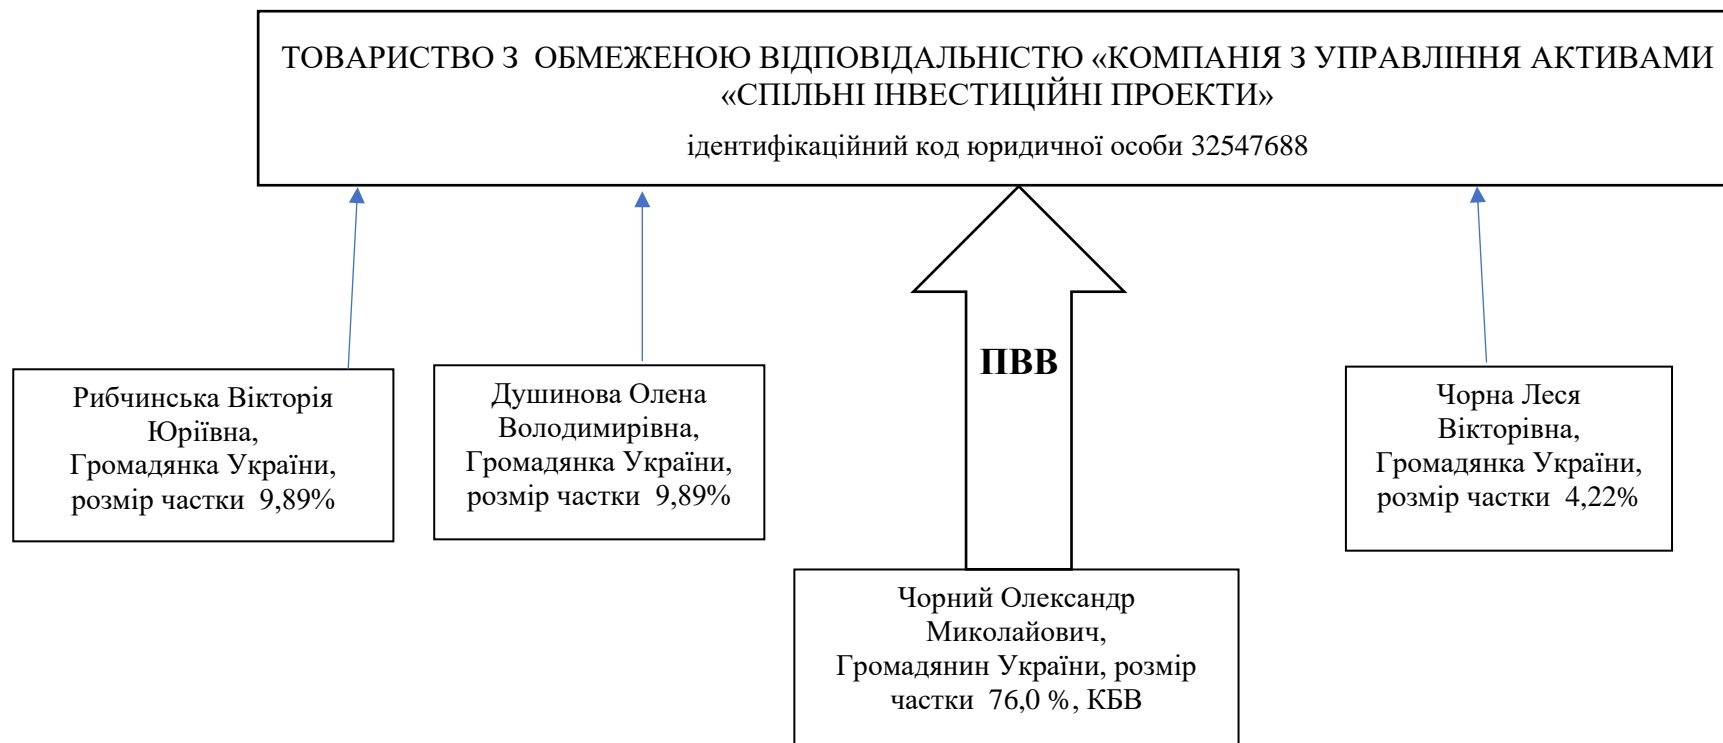 ТОВАРИСТВО З ОБМЕЖЕНОЮ ВІДПОВІДАЛЬНІСТЮ «КОМПАНІЯ З УПРАВЛІННЯ АКТИВАМИ
«СПІЛЬНІ ІНВЕСТИЦІЙНІ ПРОЕКТИ»
ідентифікаційний код юридичної особи 32547688
ПВВ
Рибчинська Вікторія
Юріївна,
Громадянка України,
розмір частки 9,89%
Душинова Олена
Володимирівна,
Громадянка України,
розмір частки 9,89%
Чорна Леся
Вікторівна,
Громадянка України,
розмір частки 4,22%
Чорний Олександр
Миколайович,
Громадянин України, розмір
частки 76,0 %, КБВ